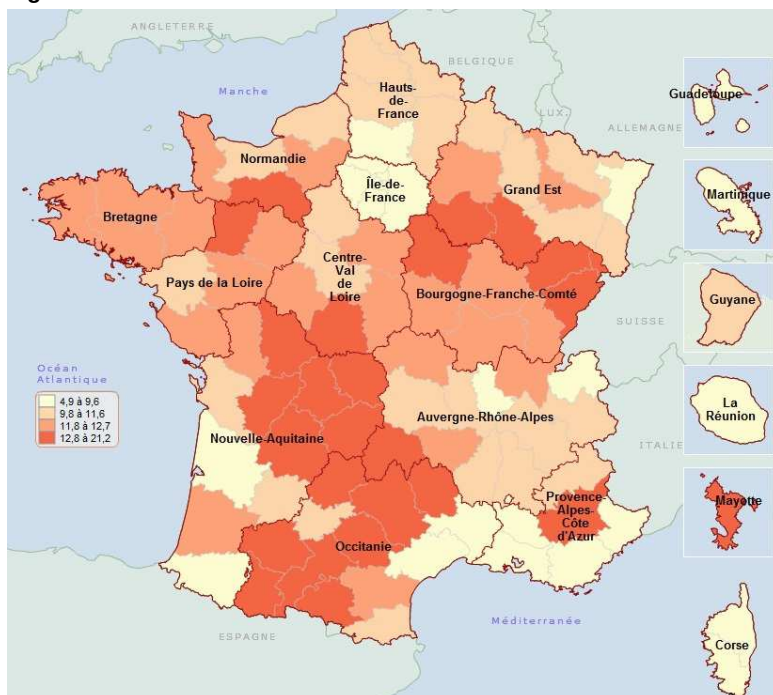 ANGLETERRE
BELGIQUE
Manche
Hauts-
de-
France
LUX.
ALLEMAGNE
Guadeloupe
Normandie
Île-de-
France
Grand Est
Martinique
Bretagne
Pays de la Loire
Centre-
Val
de
Loire
Bourgogne-Franche-Comté
Guyane
SUISSE
Océan
Atlantique
4,9 à 9,6
9,8 à 11,6
11,8 à 12,7
12,8 à 21,2
Auvergne-Rhône-Alpes
La
Réunion
Nouvelle-Aquitaine
ITALIE
Provence-
Alpes-
Côte
d'Azur
Mayotte
Occitanie
Méditerranée
ESPAGNE
Corse